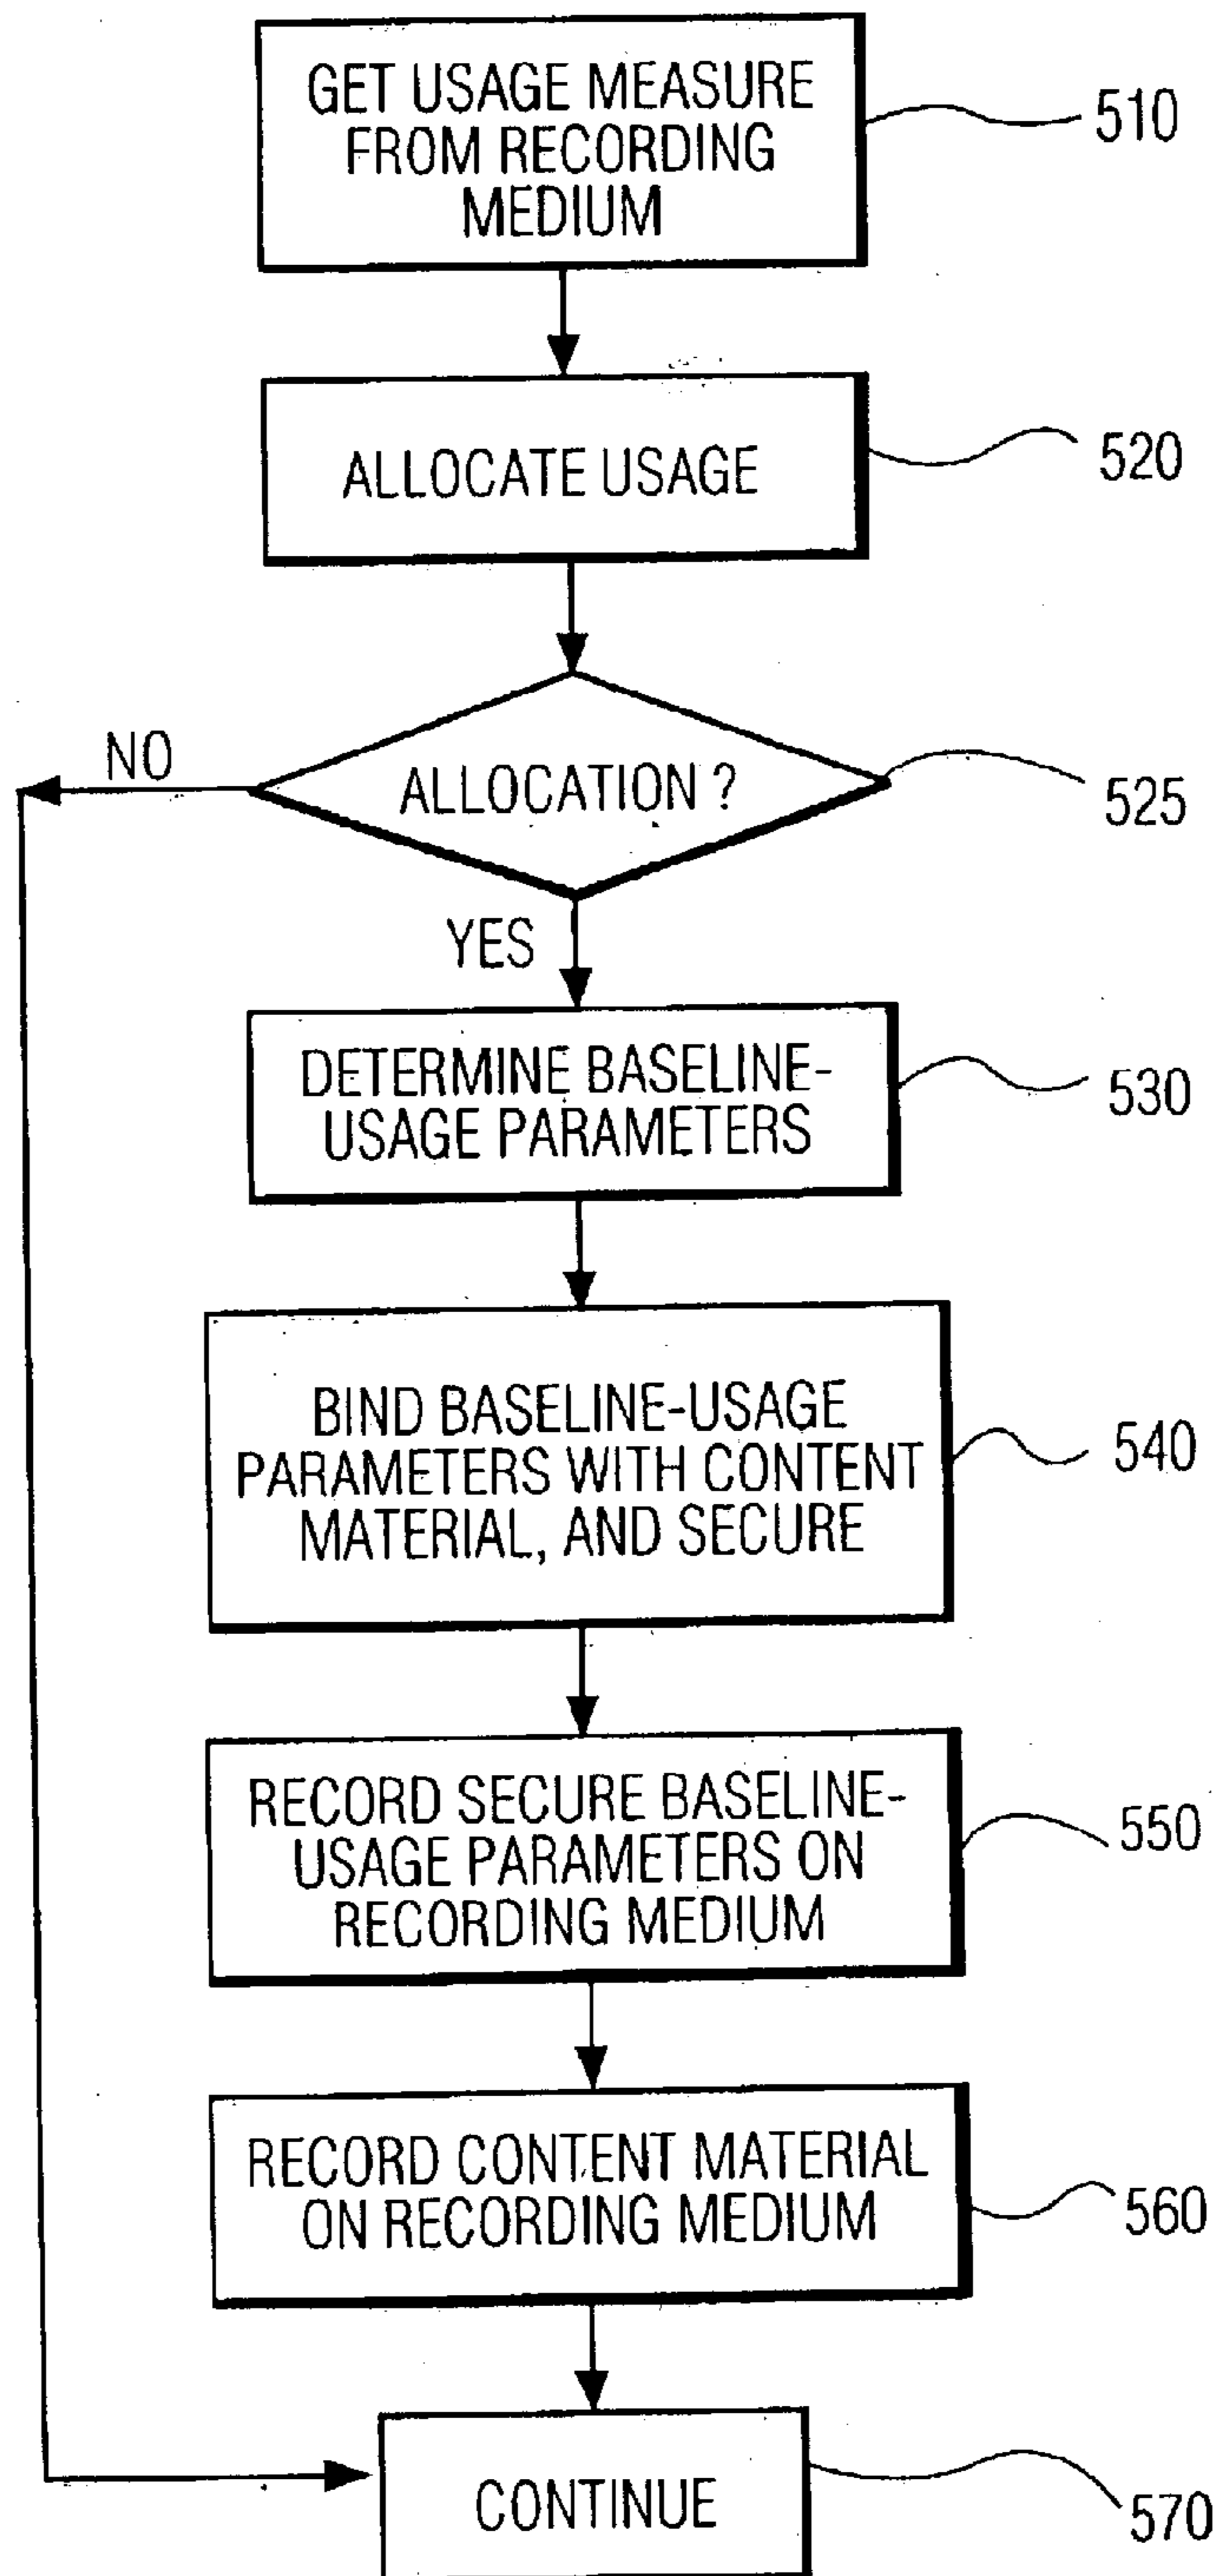 GET USAGE MEASURE
FROM RECORDING
MEDIUM
510
ALLOCATE USAGE
520
NO
ALLOCATION ?
525
YES
DETERMINE BASELINE-
USAGE PARAMETERS
530
BIND BASELINE-USAGE
PARAMETERS WITH CONTENT
MATERIAL, AND SECURE
540
RECORD SECURE BASELINE-
USAGE PARAMETERS ON
RECORDING MEDIUM
550
RECORD CONTENT MATERIAL
ON RECORDING MEDIUM
560
CONTINUE
570